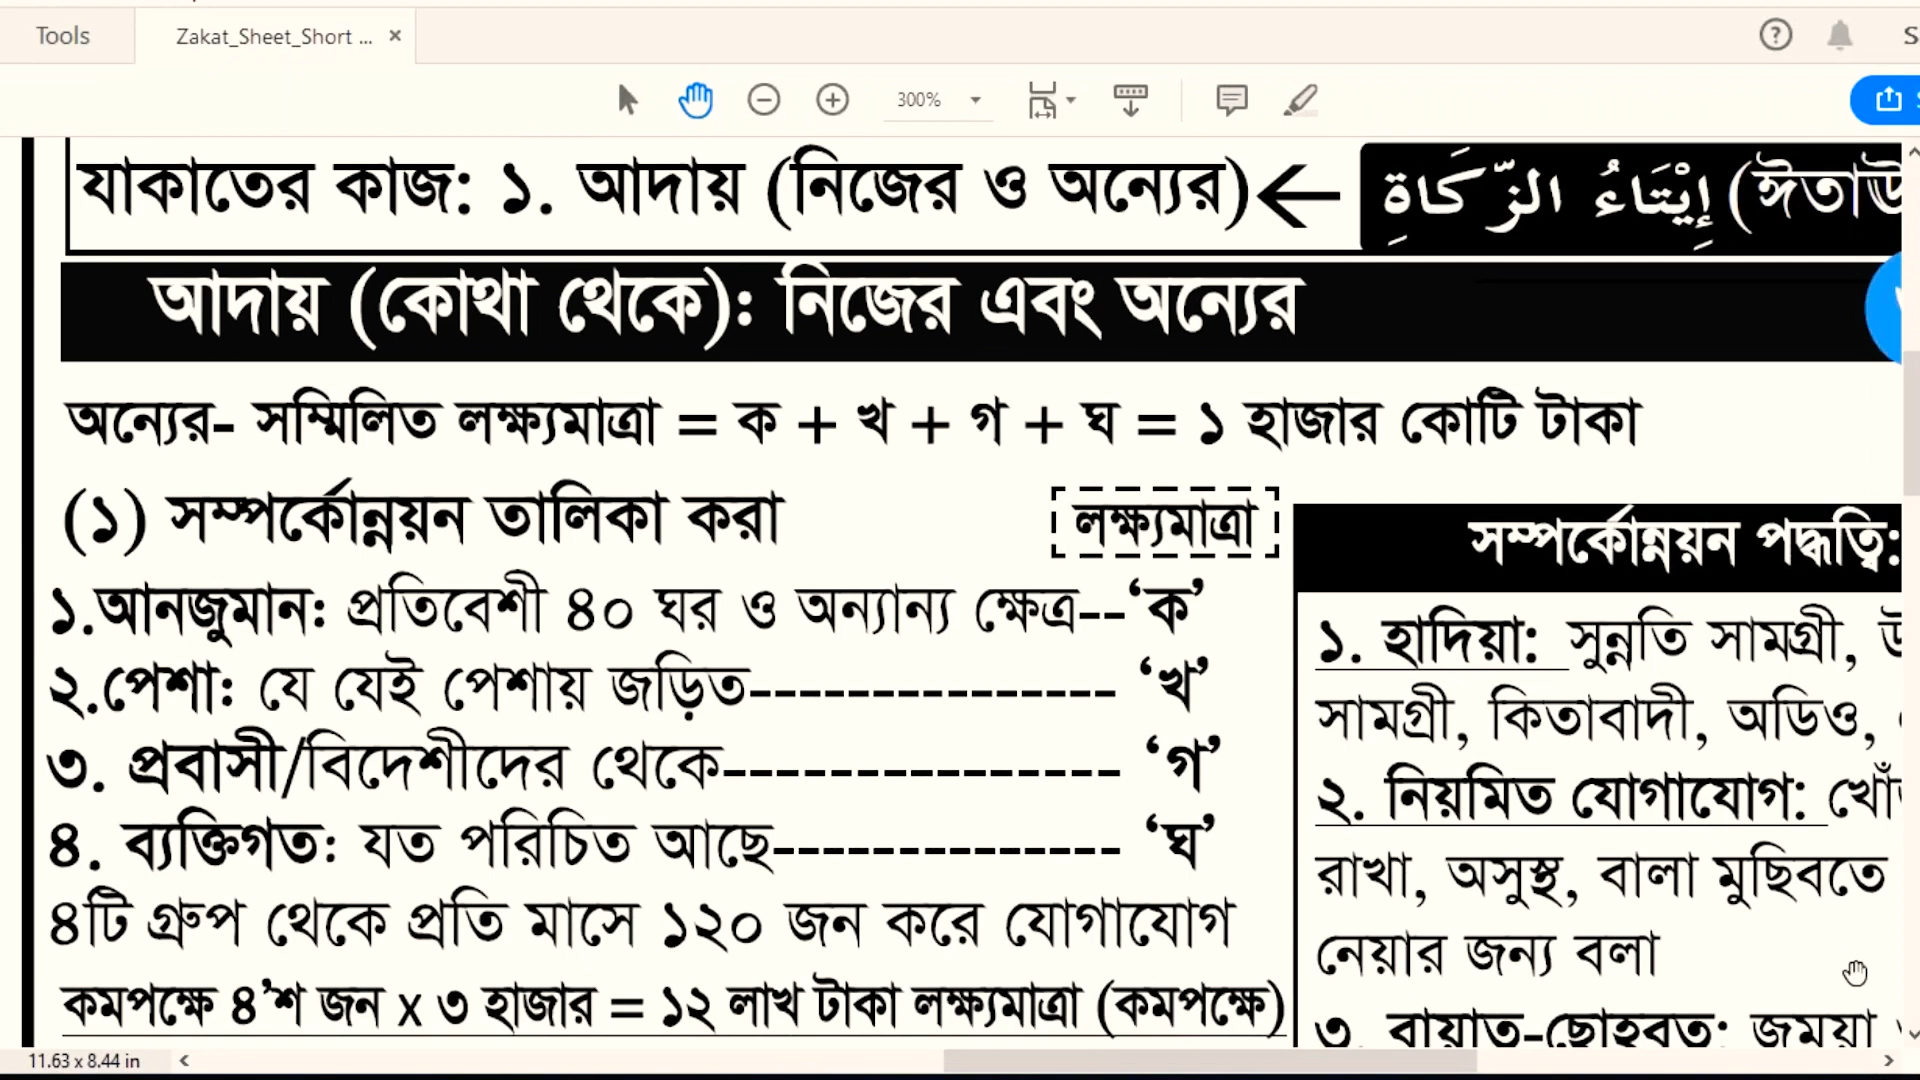 Tools
Zakat_Sheet_Short ...
300%
যাকাতের কাজ: ১. আদায় (নিজের ও অন্যের)← إِيْتَاءُ الزَّكَاةِ (ঈতাউ
আদায় (কোথা থেকে): নিজের এবং অন্যের
অন্যের- সম্মিলিত লক্ষ্যমাত্রা = ক + খ + গ + ঘ = ১ হাজার কোটি টাকা
(১) সম্পর্কোন্নয়ন তালিকা করা
লক্ষ্যমাত্রা
১.আনজুমান: প্রতিবেশী ৪০ ঘর ও অন্যান্য ক্ষেত্র--‘ক’
২.পেশা: যে যেই পেশায় জড়িত--------------- ‘খ’
৩. প্রবাসী/বিদেশীদের থেকে---------------- ‘গ’
৪. ব্যক্তিগত: যত পরিচিত আছে-------------- ‘ঘ’
৪টি গ্রুপ থেকে প্রতি মাসে ১২০ জন করে যোগাযোগ
কমপক্ষে ৪’শ জন x ৩ হাজার = ১২ লাখ টাকা লক্ষ্যমাত্রা (কমপক্ষে)
সম্পর্কোন্নয়ন পদ্ধত্বি:
১. হাদিয়া: সুন্নতি সামগ্রী,
সামগ্রী, কিতাবাদী, অডিও,
২. নিয়মিত যোগাযোগ:
রাখা, অসুস্থ, বালা মুছিবতে
নেয়ার জন্য বলা
৩. বায়াত-ছোহবত: জুময়া
11.63 x 8.44 in